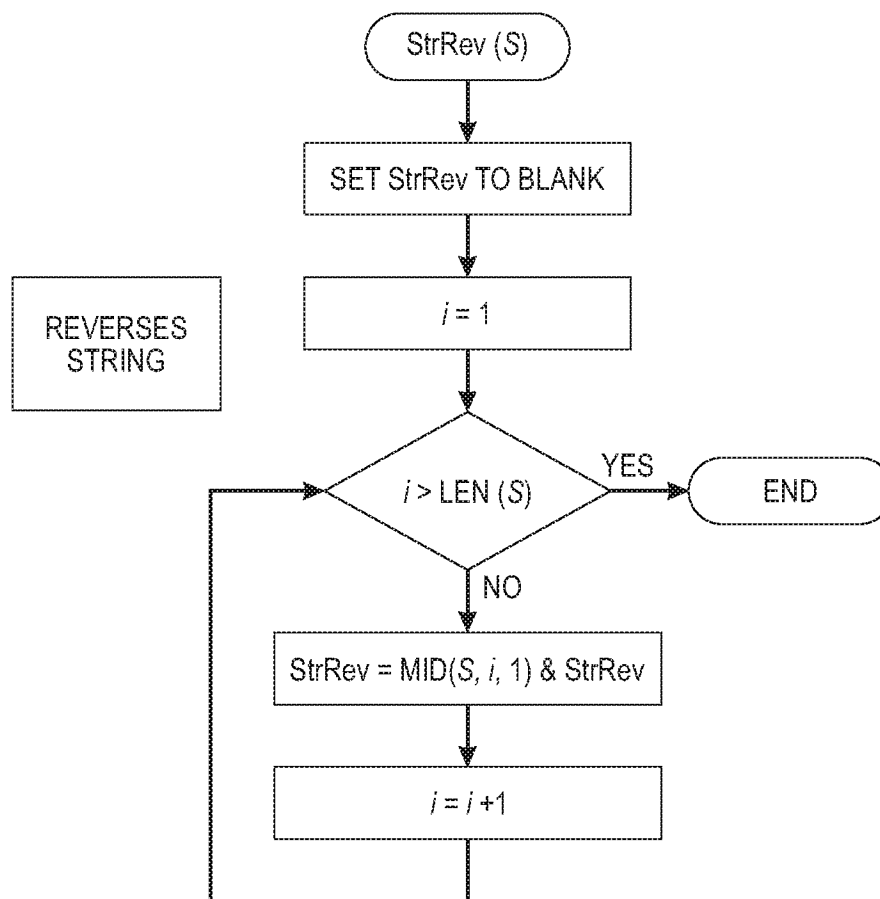 StrRev (S)
SET StrRev TO BLANK
i = 1
REVERSES
STRING
i > LEN (S)
YES
END
NO
StrRev = MID(S, i, 1) & StrRev
i = i +1